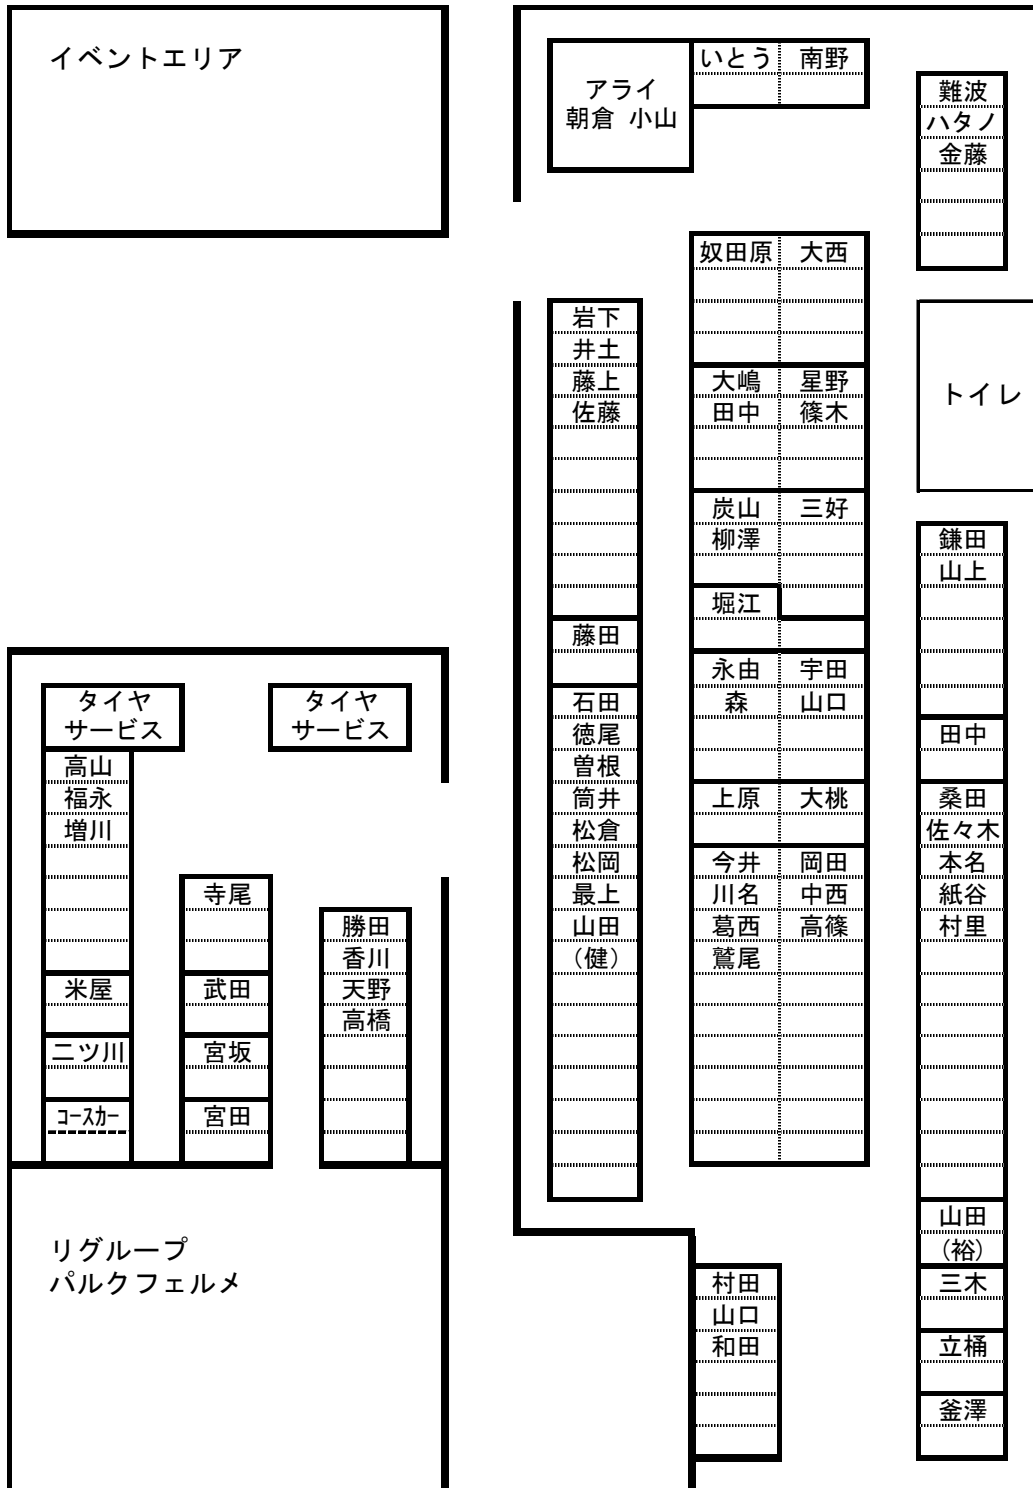 イベントエリア
アライ
朝倉 小山
いとう 南野
難波
ハタノ
金藤
奴田原 大西
大嶋 星野
田中 篠木
炭山 三好
柳澤
堀江
永由 宇田
森 山口
上原 大桃
今井 岡田
川名 中西
葛西 高篠
鷲尾
岩下
井土
藤上
佐藤
藤田
石田
徳尾
曽根
筒井
松倉
松岡
最上
山田
（健）
トイレ
鎌田
山上
田中
桑田
佐々木
本名
紙谷
村里
山田
（裕）
三木
立桶
釜澤
村田
山口
和田
タイヤ
サービス
タイヤ
サービス
高山
福永
増川
米屋
二ツ川
ｺｰｽｶｰ
寺尾
武田
宮坂
宮田
勝田
香川
天野
高橋
リグループ
パルクフェルメ